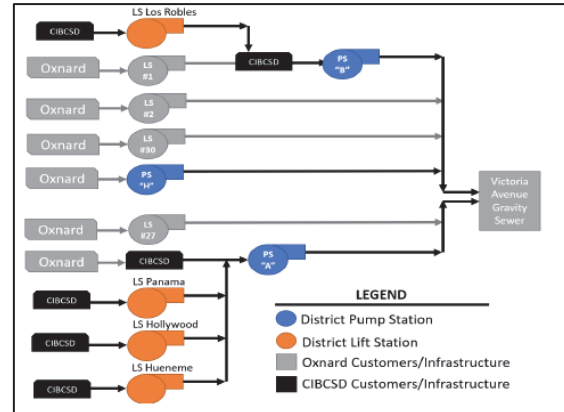 LS Los Robles
CIBCSD
Oxnard
LS
#1
CIBCSD
PS
"B"
Oxnard
LS
#2
Oxnard
LS
#30
Oxnard
PS
"H"
Victoria
Avenue
Gravity
Sewer
Oxnard
LS
#27
Oxnard
CIBCSD
PS
"A"
LS Panama
CIBCSD
LS Hollywood
CIBCSD
LS Hueneme
CIBCSD
LEGEND
District Pump Station
District Lift Station
Oxnard Customers/Infrastructure
CIBCSD Customers/Infrastructure